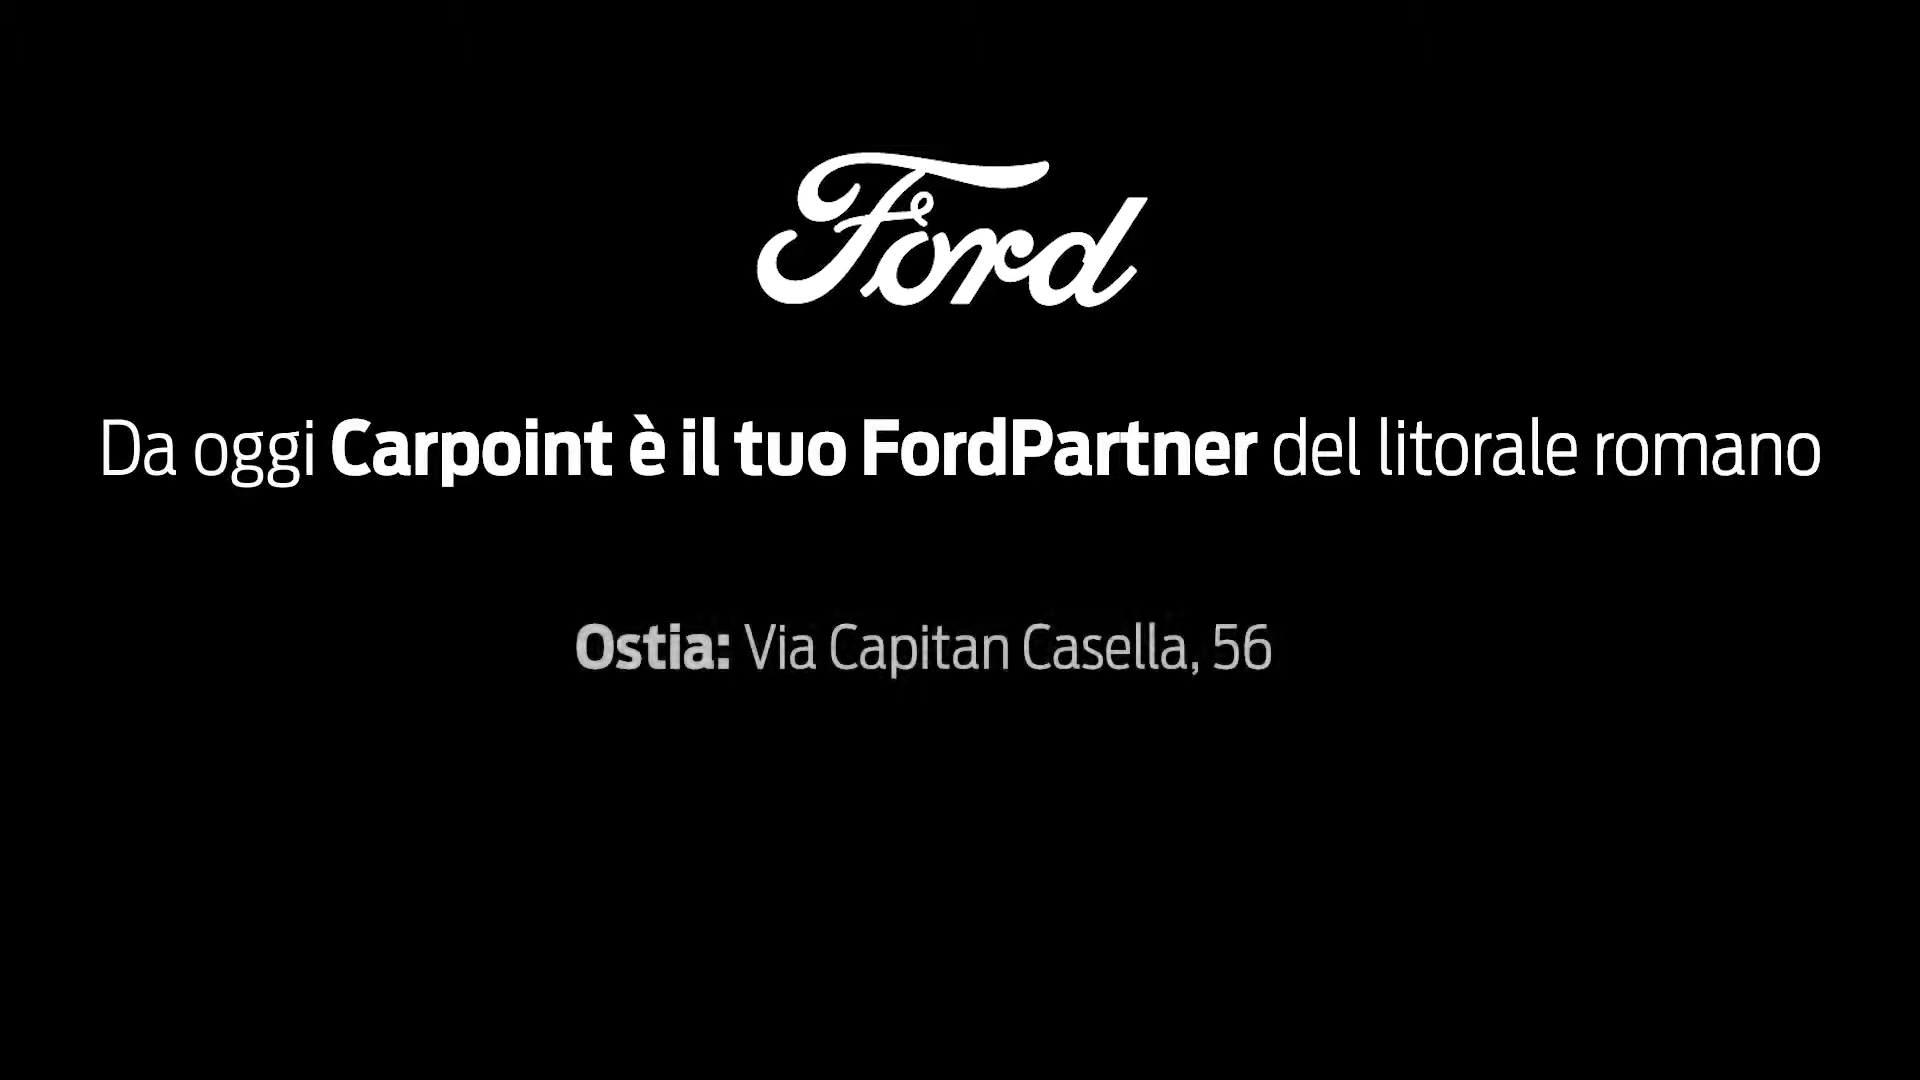 Ford
Da oggi Carpoint è il tuo FordPartner del litorale romano
Ostia: Via Capitan Casella, 56